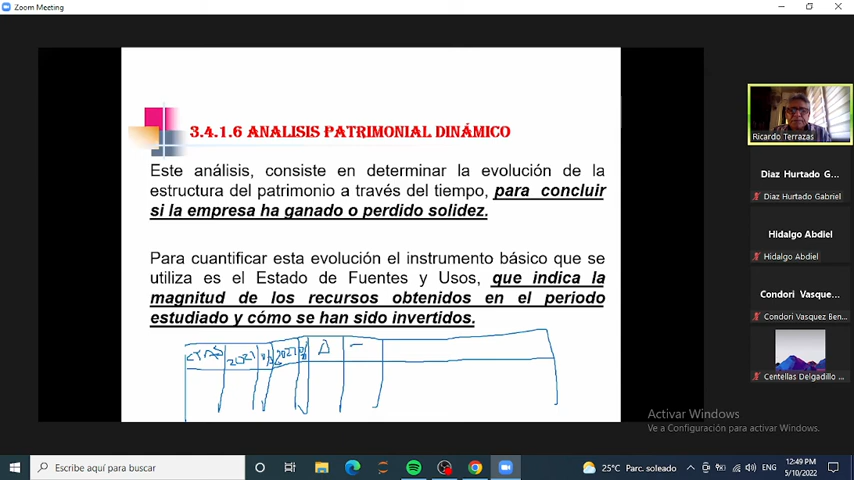 Zoom Meeting
3.4.1.6 ANALISIS PATRIMONIAL DINÁMICO
Este análisis, consiste en determinar la evolución de la
estructura del patrimonio a través del tiempo, para concluir
si la empresa ha ganado o perdido solidez.
Para cuantificar esta evolución el instrumento básico que se
utiliza es el Estado de Fuentes y Usos, que indica la
magnitud de los recursos obtenidos en el periodo
estudiado y cómo se han sido invertidos.
2021
Δ
Ricardo Terrazas
Diaz Hurtado G...
Diaz Hurtado Gabriel
Hidalgo Abdiel
Hidalgo Abdiel
Condori Vasque...
Condori Vasquez Ben...
Centellas Delgadillo ...
Activar Windows
Ve a Configuración para activar Windows.
Escribe aquí para buscar
25°C Parc. soleado
ENG
12:49 PM
5/10/2022